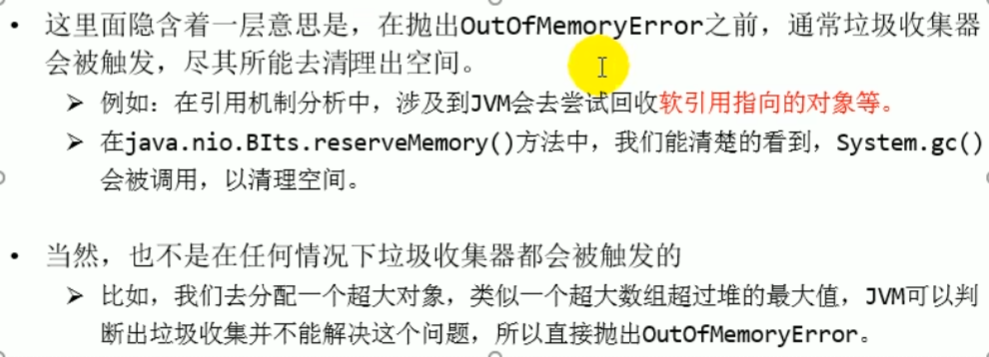 • 这里面隐含着一层意思是，在抛出OutOfMemoryError之前，通常垃圾收集器
会被触发，尽其所能去清理出空间。
➢ 例如：在引用机制分析中，涉及到JVM会去尝试回收软引用指向的对象等。
➢ 在java.nio.BIts.reserveMemory()方法中，我们能清楚的看到，System.gc()
会被调用，以清理空间。
• 当然，也不是在任何情况下垃圾收集器都会被触发的
➢ 比如，我们去分配一个超大对象，类似一个超大数组超过堆的最大值，JVM可以判
断出垃圾收集并不能解决这个问题，所以直接抛出OutOfMemoryError。